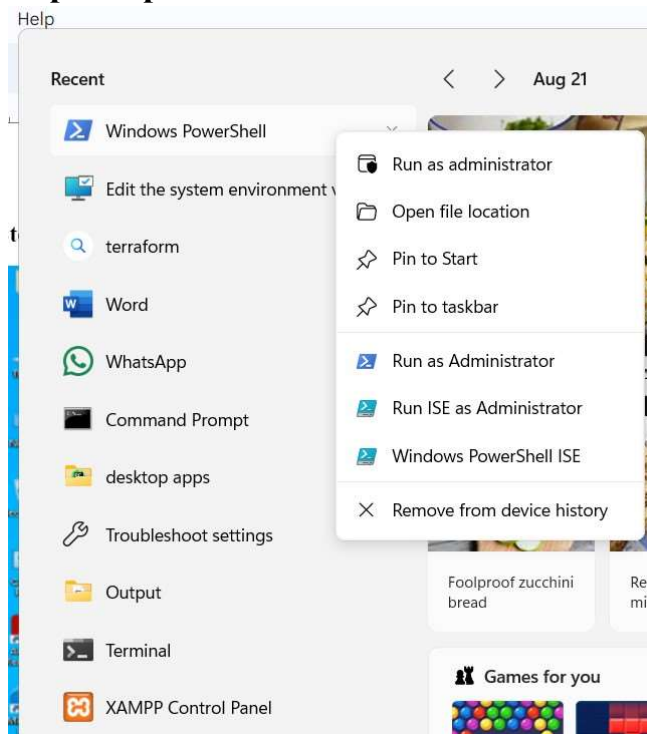 Help
Recent
Aug 21
Windows PowerShell
Edit the system environment
terraform
Word
WhatsApp
Command Prompt
desktop apps
Troubleshoot settings
Output
Terminal
XAMPP Control Panel
Run as administrator
Open file location
Pin to Start
Pin to taskbar
Run as Administrator
Run ISE as Administrator
Windows PowerShell ISE
Remove from device history
Foolproof zucchini
bread
Games for you